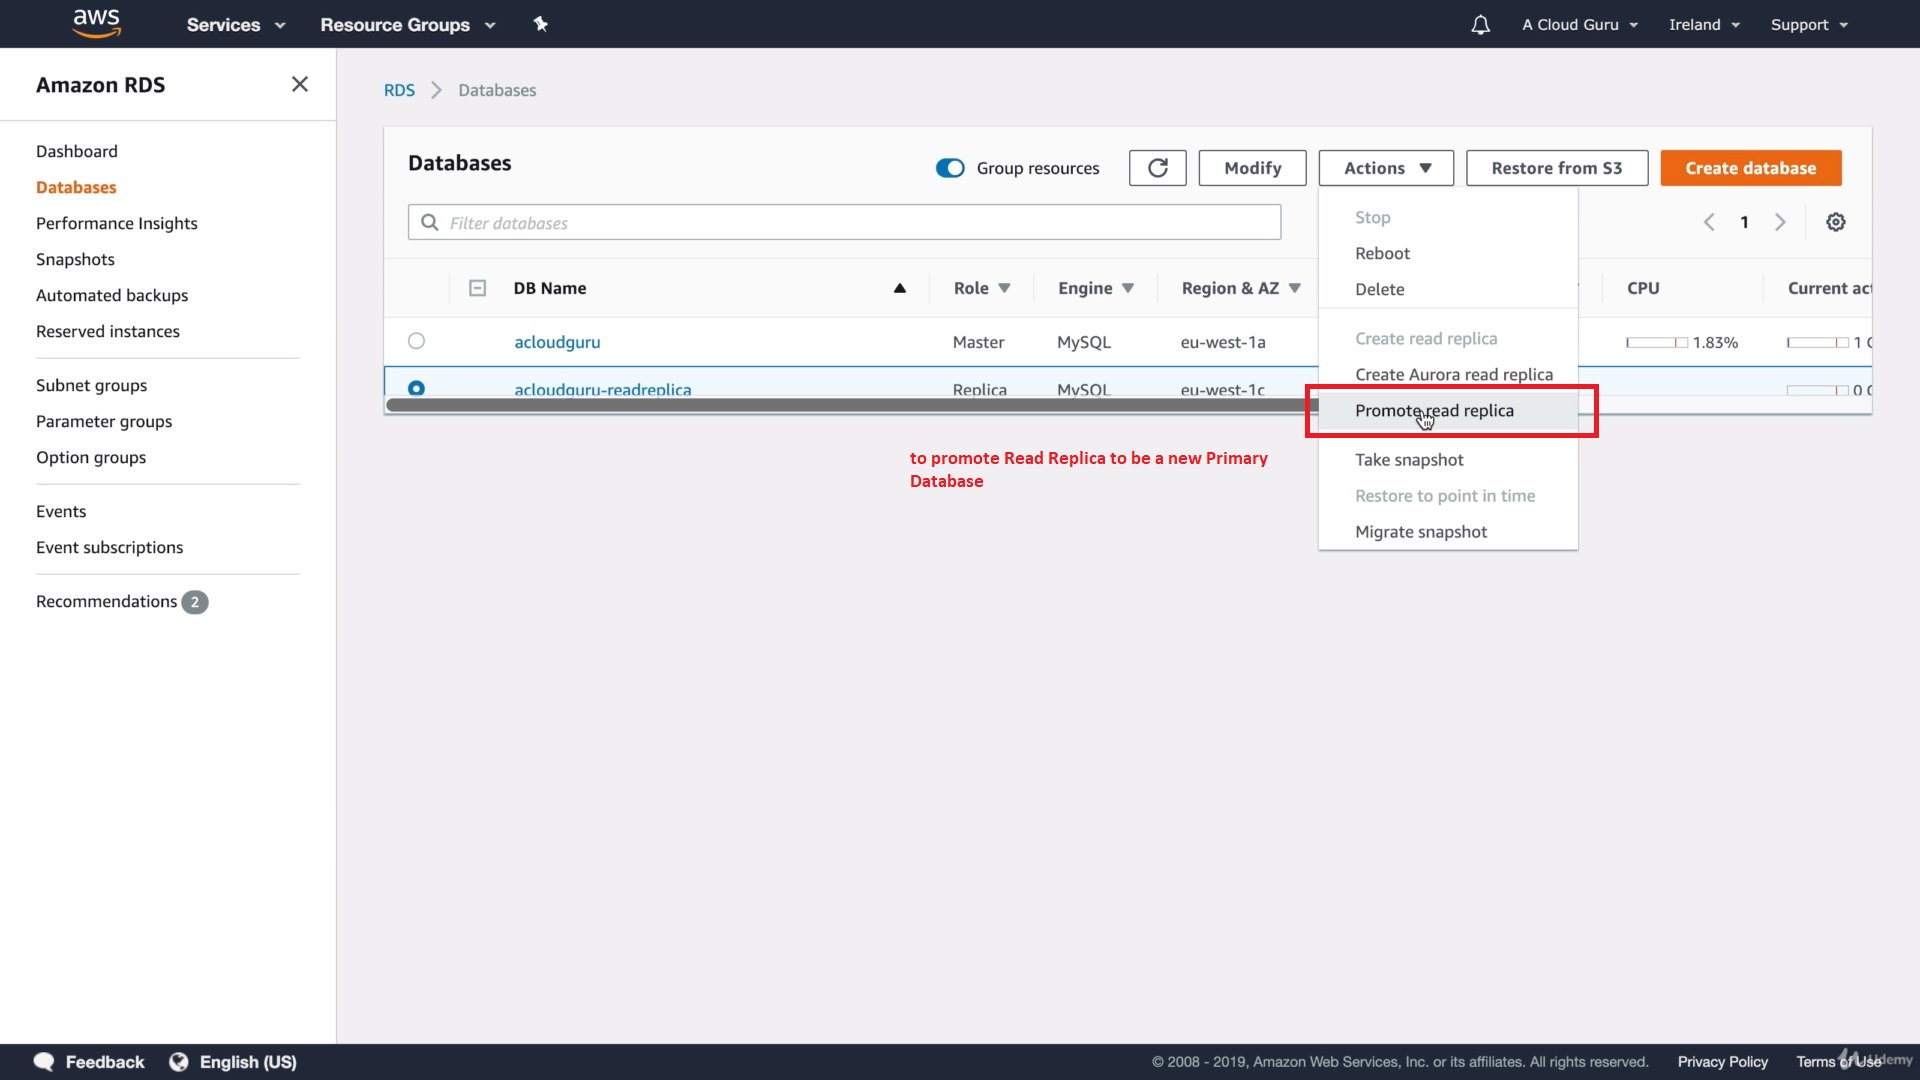 aws
Services
Resource Groups
A Cloud Guru
Ireland
Support
Amazon RDS
Dashboard
Databases
Performance Insights
Snapshots
Automated backups
Reserved instances
Subnet groups
Parameter groups
Option groups
Events
Event subscriptions
Recommendations 2
RDS > Databases
Databases
Group resources
Modify
Actions
Restore from S3
Create database
Filter databases
1
DB Name
Role
Engine
Region & AZ
CPU
Current
acloudguru
Master
MySQL
eu-west-1a
1.83%
1
acloudguru-readreplica
Replica
MySQL
eu-west-1c
0
Stop
Reboot
Delete
Create read replica
Create Aurora read replica
Promote read replica
Take snapshot
Restore to point in time
Migrate snapshot
to promote Read Replica to be a new Primary
Database
Feedback
English (US)
© 2008 - 2019, Amazon Web Services, Inc. or its affiliates. All rights reserved.
Privacy Policy
Terms of Use
Udemy